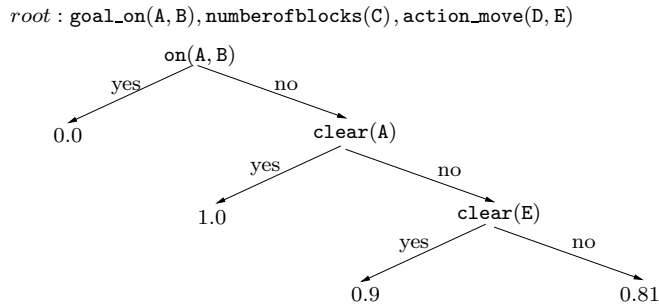 root : goal_on(A, B), numberofblocks(C), action_move(D, E)
on(A, B)
yes
no
0.0
clear(A)
yes
no
1.0
clear(E)
yes
no
0.9
0.81